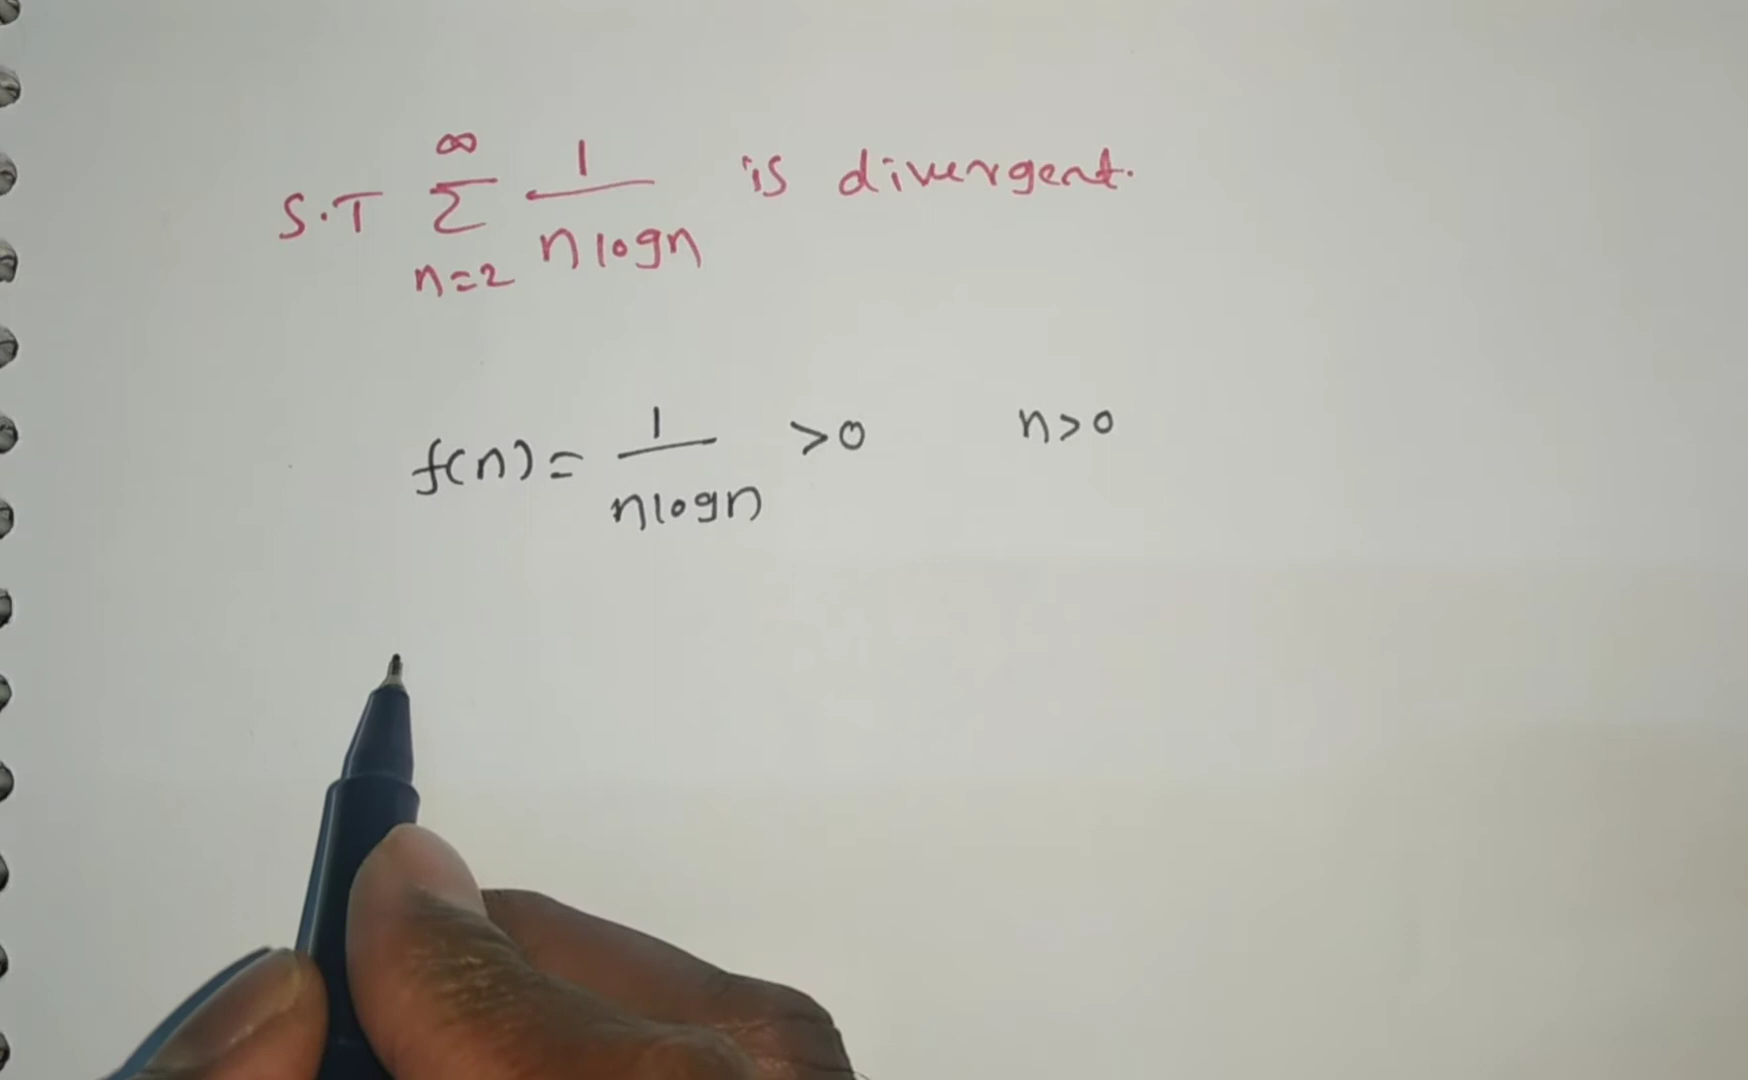 S.T ∞ Σ n=2 1/(n log n) is divergent.
f(n) = 1/(n log n) >0 n>0